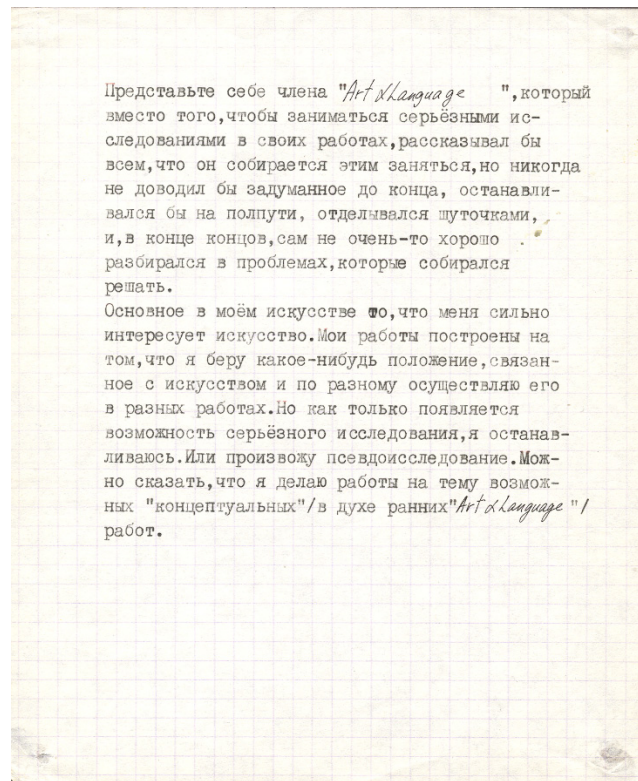 Представьте себе члена "Art & Language ",который
вместо того,чтобы заниматься серьёзными ис-
следованиями в своих работах,рассказывал бы
всем,что он собирается этим заняться,но никогда
не доводил бы задуманное до конца, останавли-
вался бы на полпути, отделывался шуточками,
и,в конце концов,сам не очень-то хорошо
разбирался в проблемах,которые собирался
решать.
Основное в моём искусстве то,что меня сильно
интересует искусство.Мои работы построены на
том,что я беру какое-нибудь положение,связан-
ное с искусством и по разному осуществляю его
в разных работах.Но как только появляется
возможность серьёзного исследования,я останав-
ливаюсь.Или произвожу псевдоисследование.Мож-
но сказать,что я делаю работы на тему возмож-
ных "концептуальных"/в духе ранних"Art & Language "/
работ.